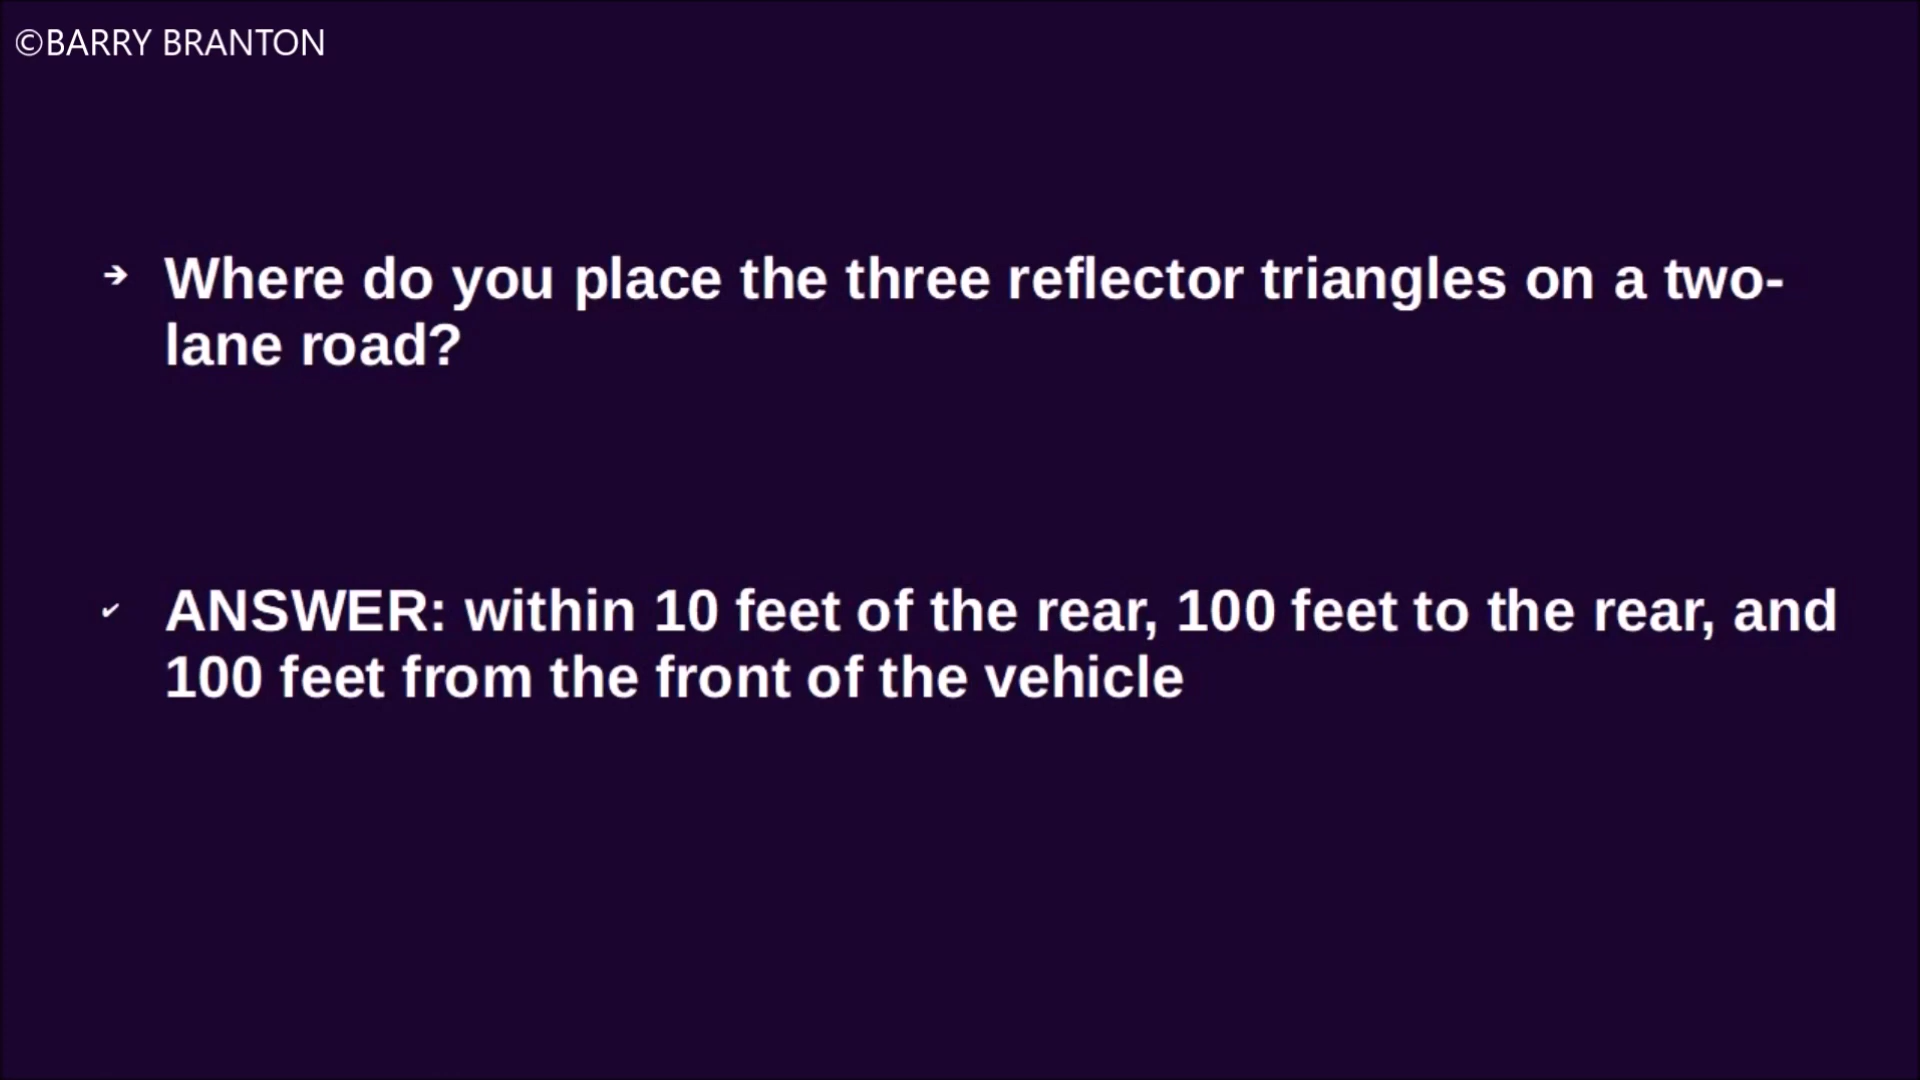 ©BARRY BRANTON
➔ Where do you place the three reflector triangles on a two-
lane road?
✔ ANSWER: within 10 feet of the rear, 100 feet to the rear, and
100 feet from the front of the vehicle